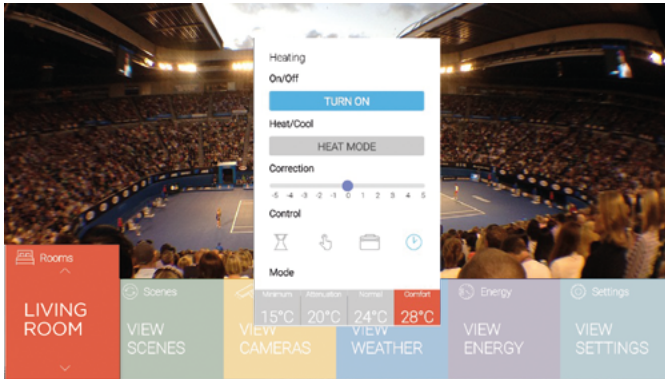 Heating
On/Off
TURN ON
Heat/Cool
HEAT MODE
Correction
-5 -4 -3 -2 -1 0 1 2 3 4 5
Control
Mode
Minimum Attenuation Normal Comfort
15°C 20°C 24°C 28°C
Rooms
LIVING
ROOM
Scenes
VIEW
SCENES
VIEW
CAMERAS
VIEW
WEATHER
Energy
VIEW
ENERGY
Settings
VIEW
SETTINGS